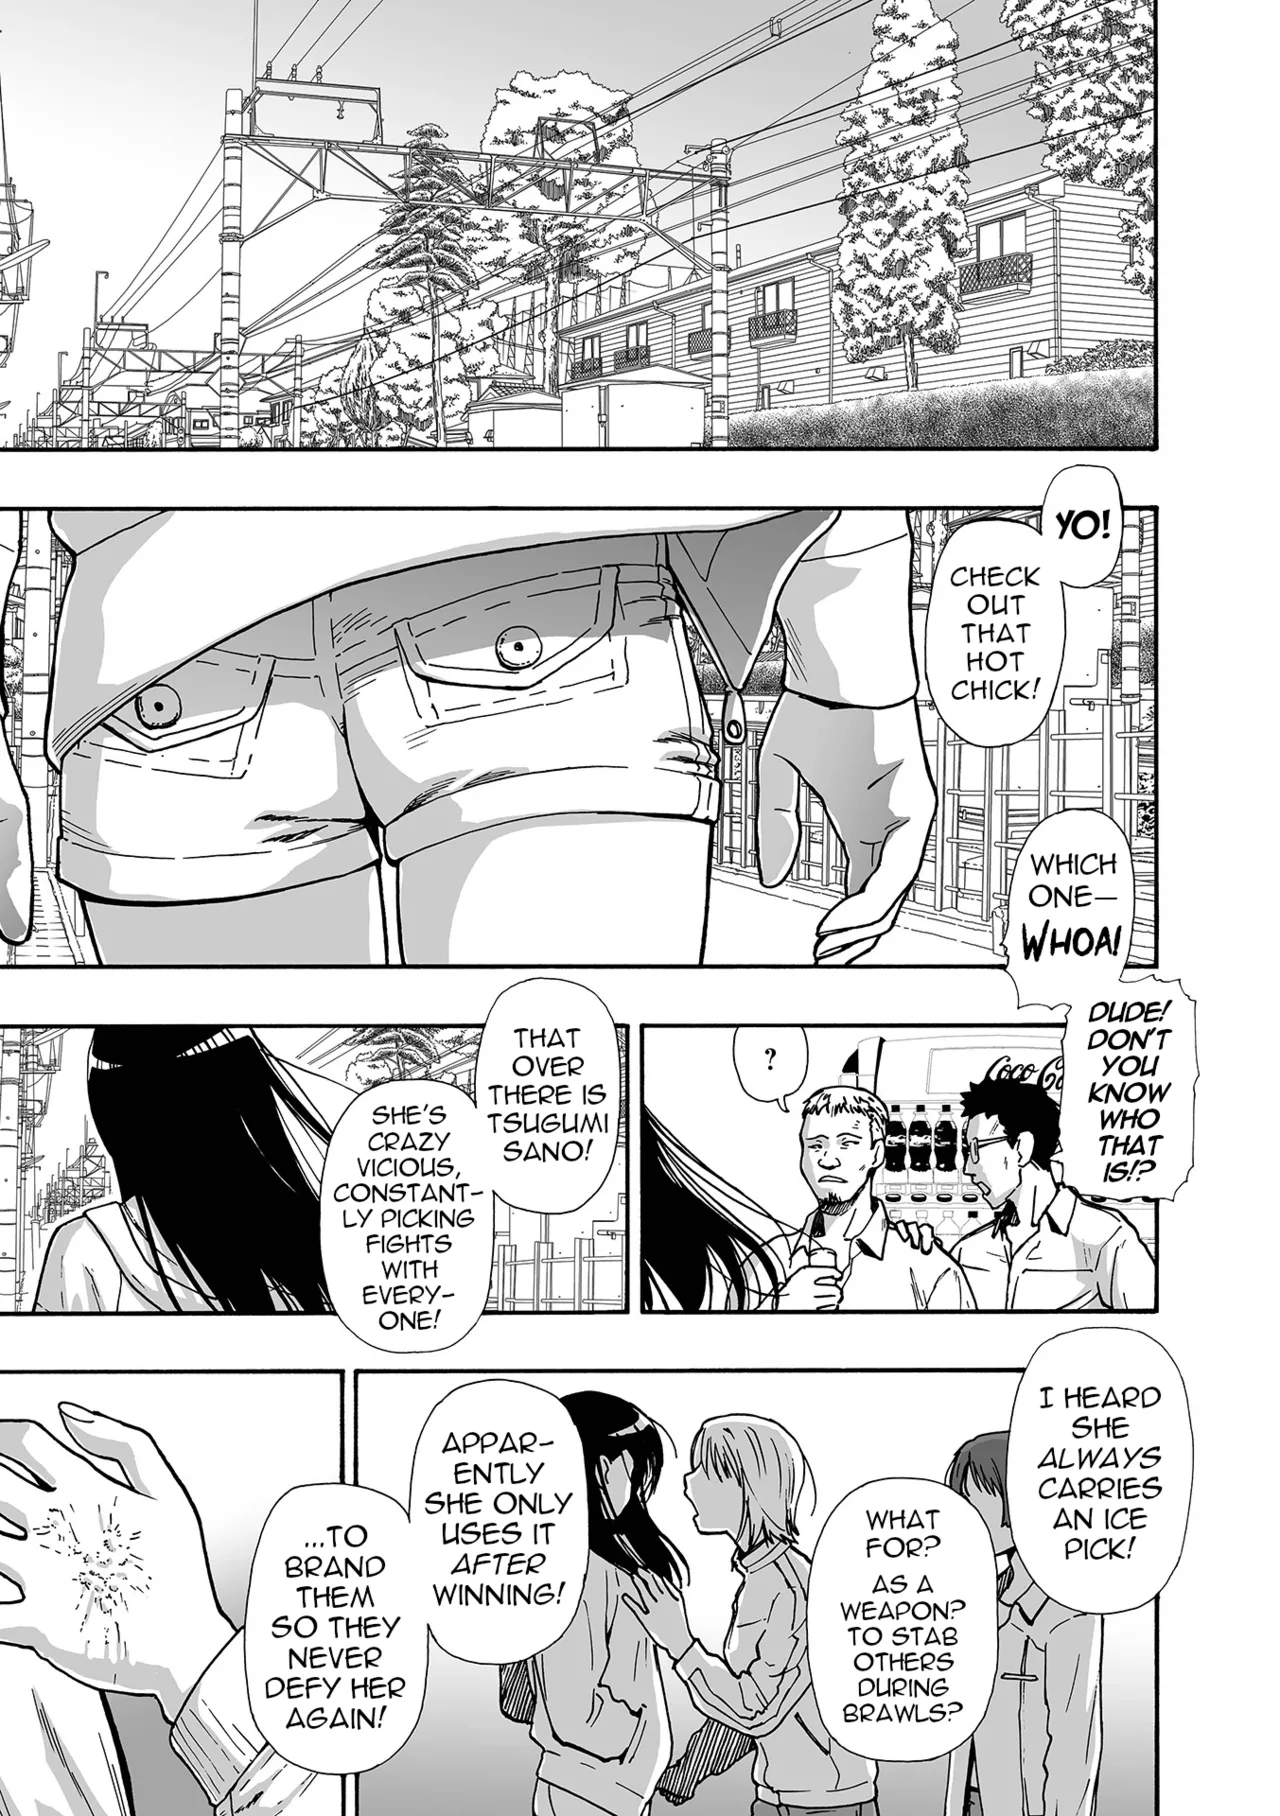 YO!
CHECK
OUT
THAT
HOT
CHICK!
WHICH
ONE—
WHOA!
DUDE!
DON'T
YOU
KNOW
WHO
THAT
IS!?
?
Coco-Co
THAT
OVER
THERE IS
TSUGUMI
SANO!
SHE'S
CRAZY
VICIOUS,
CONSTANT-
LY PICKING
FIGHTS
WITH
EVERY-
ONE!
I HEARD
SHE
ALWAYS
CARRIES
AN ICE
PICK!
WHAT
FOR?
AS A
WEAPON?
TO STAB
OTHERS
DURING
BRAWLS?
APPAR-
ENTLY
SHE ONLY
USES IT
AFTER
WINNING!
...TO
BRAND
THEM
SO THEY
NEVER
DEFY HER
AGAIN!